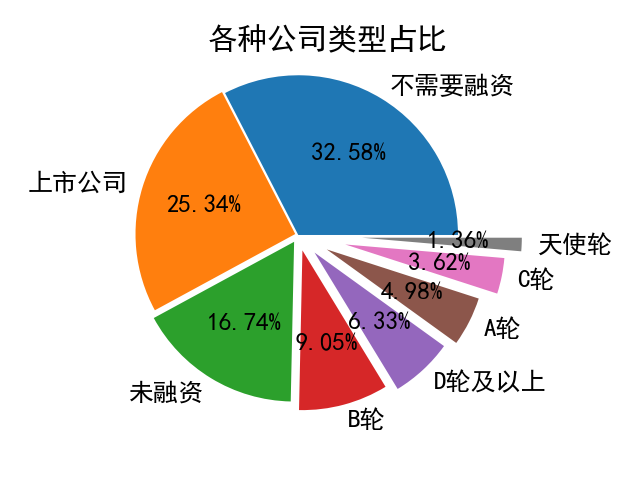 各种公司类型占比
不需要融资
32.58%
上市公司
25.34%
未融资
16.74%
B轮
9.05%
D轮及以上
6.33%
A轮
4.98%
C轮
3.62%
天使轮
1.36%